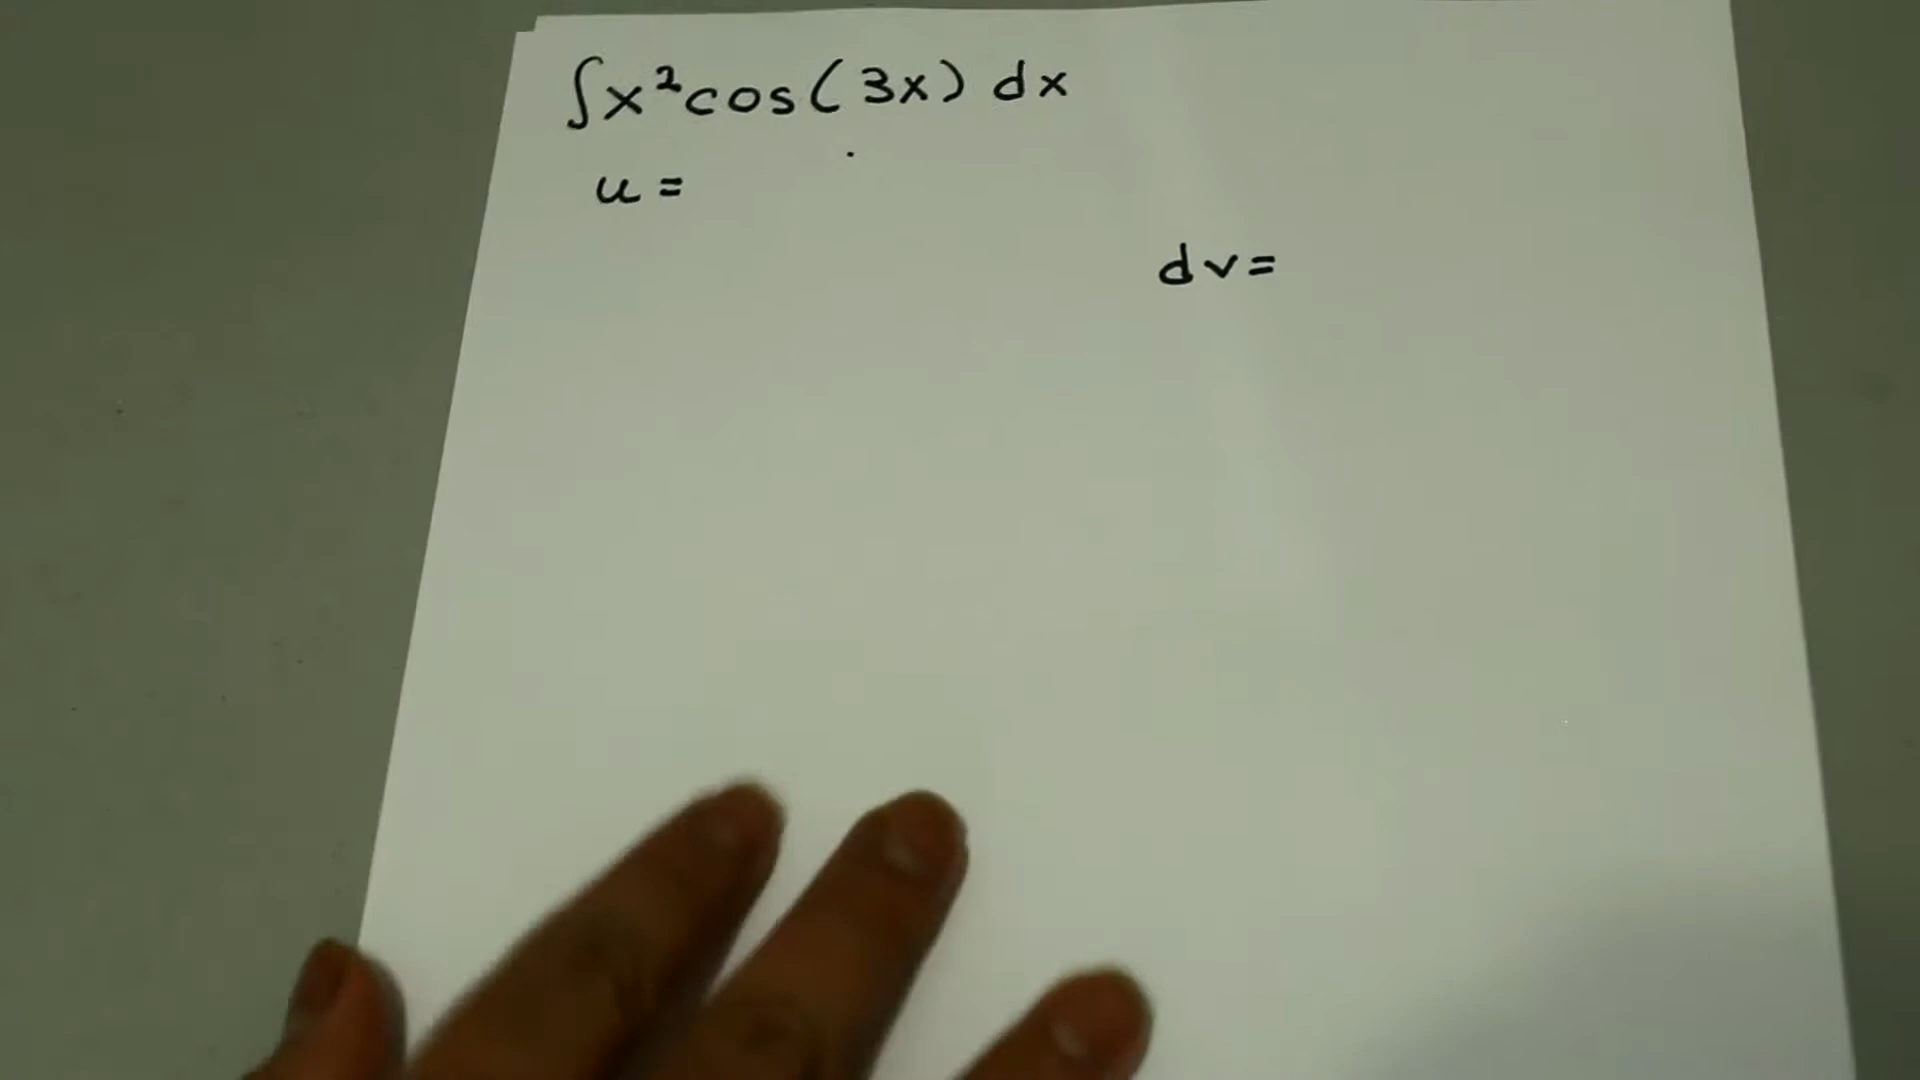 ∫x²cos(3x) dx
u =
dv=